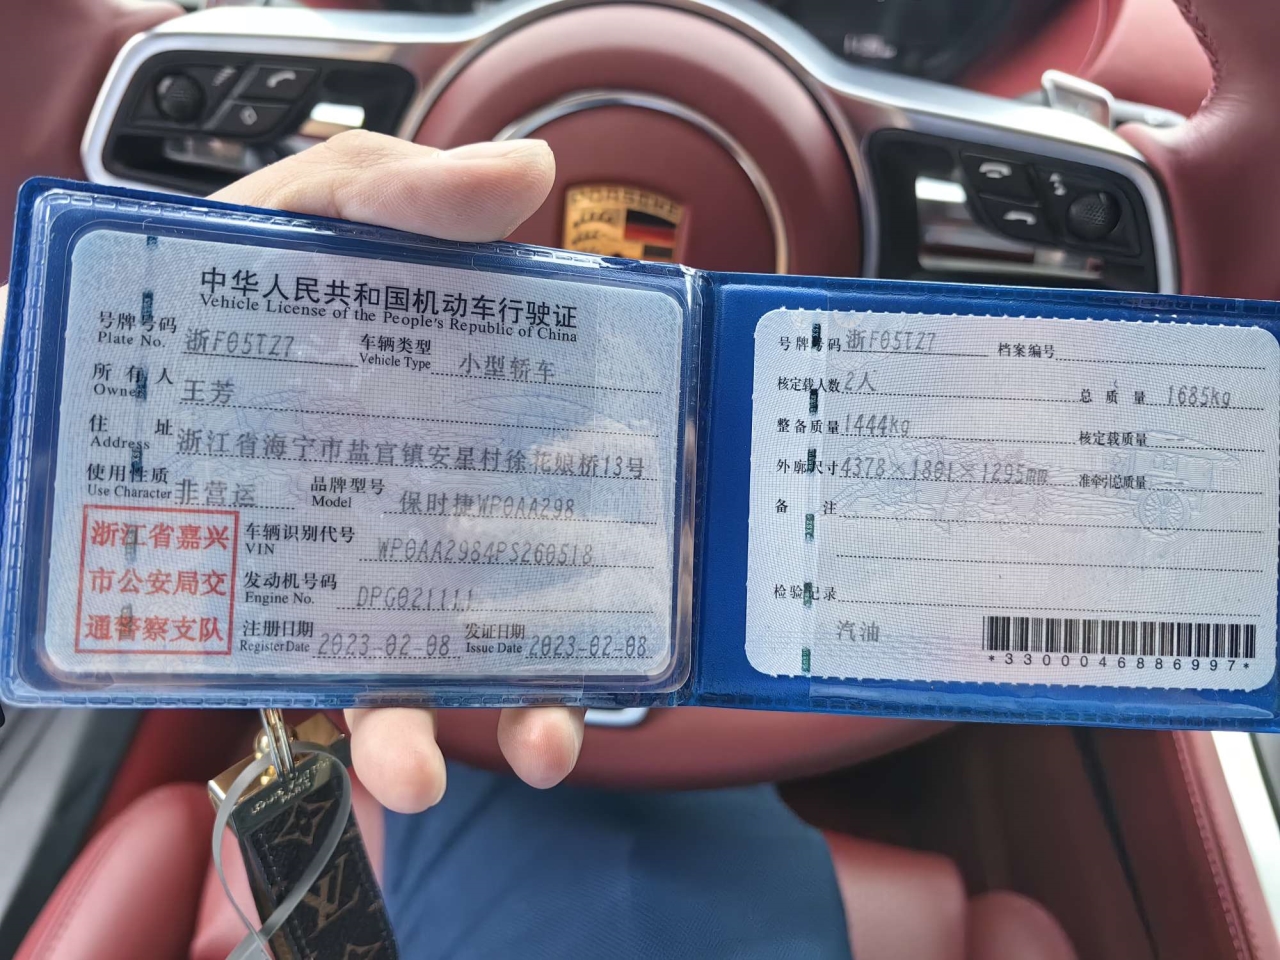 中华人民共和国机动车行驶证
Vehicle License of the People's Republic of China
号牌号码 浙F05TZ7 车辆类型 小型轿车
Plate No. Vehicle Type
所有人 王芳
Owner
住址 浙江省海宁市盐官镇安星村徐花娘桥13号
Address
使用性质 非营运 品牌型号 保时捷WP0AA298
Use Character Model
车辆识别代号 WP0AA2984PS260518
VIN
发动机号码 DPG021111
Engine No.
注册日期 2023-02-08 发证日期 2023-02-08
Register Date Issue Date
浙江省嘉兴
市公安局交
通警察支队
号牌号码 浙F05TZ7 档案编号
核定载人数 2人 总质量 1685kg
整备质量 1444kg 核定载质量
外廓尺寸 4378×1801×1295mm 准牵引总质量
备注
检验记录
汽油
*3300046886997*
PORSCHE
LOUIS VUITTON
PARIS
LV